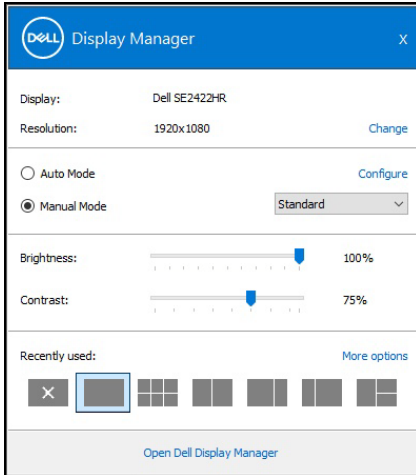 DELL Display Manager X
Display: Dell SE2422HR
Resolution: 1920x1080 Change
Auto Mode Configure
Manual Mode Standard
Brightness: 100%
Contrast: 75%
Recently used: More options
Open Dell Display Manager